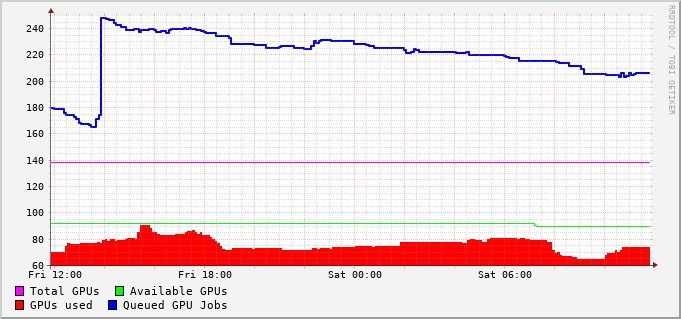 240
220
200
180
160
140
120
100
80
60
Fri 12:00 Fri 18:00 Sat 00:00 Sat 06:00
Total GPUs Available GPUs
GPUs used Queued GPU Jobs
RRDTOOL / TOBI OETIKER